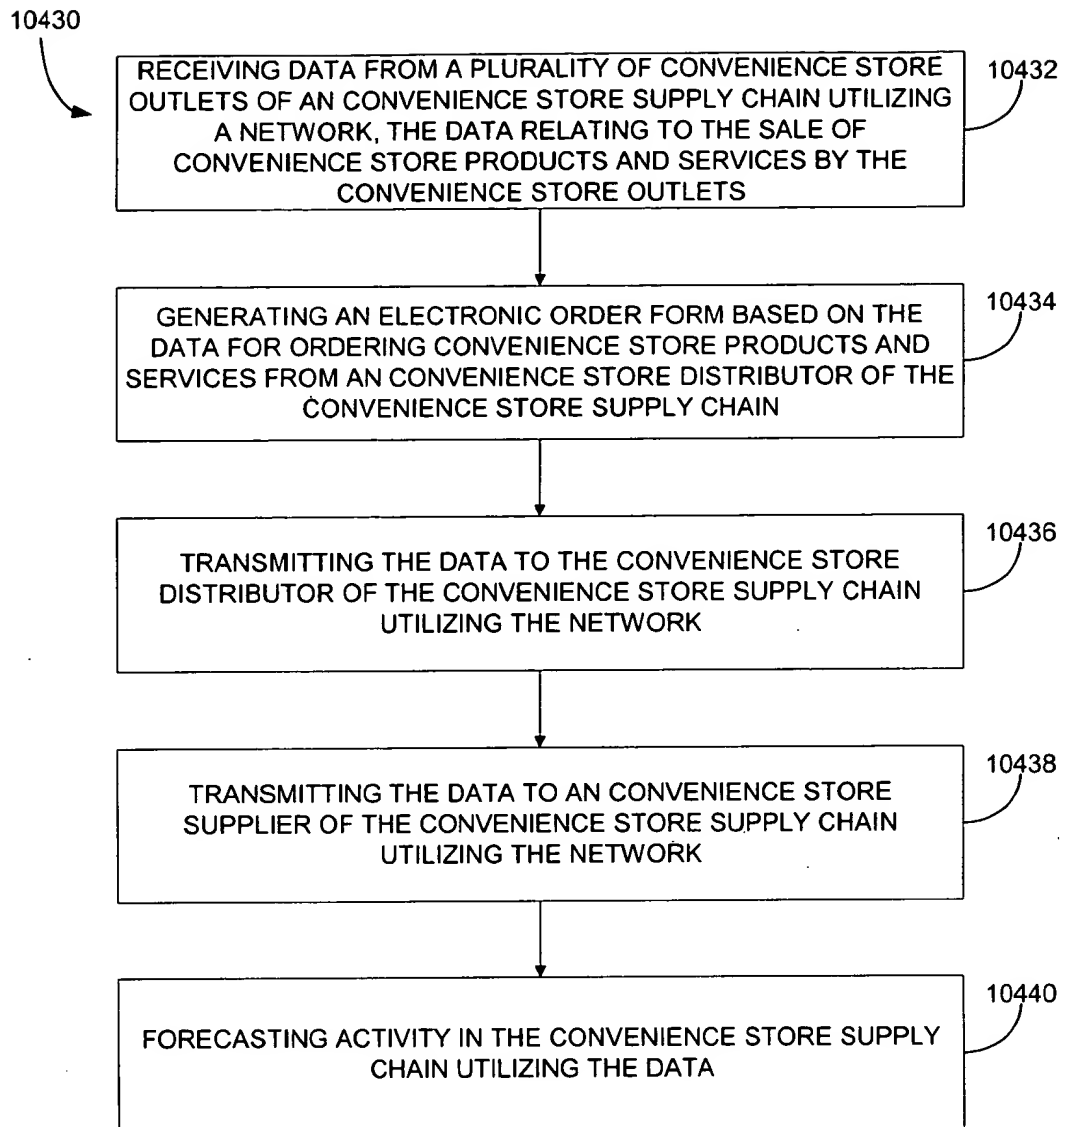 10430
RECEIVING DATA FROM A PLURALITY OF CONVENIENCE STORE
OUTLETS OF AN CONVENIENCE STORE SUPPLY CHAIN UTILIZING
A NETWORK, THE DATA RELATING TO THE SALE OF
CONVENIENCE STORE PRODUCTS AND SERVICES BY THE
CONVENIENCE STORE OUTLETS
10432
GENERATING AN ELECTRONIC ORDER FORM BASED ON THE
DATA FOR ORDERING CONVENIENCE STORE PRODUCTS AND
SERVICES FROM AN CONVENIENCE STORE DISTRIBUTOR OF THE
CONVENIENCE STORE SUPPLY CHAIN
10434
TRANSMITTING THE DATA TO THE CONVENIENCE STORE
DISTRIBUTOR OF THE CONVENIENCE STORE SUPPLY CHAIN
UTILIZING THE NETWORK
10436
TRANSMITTING THE DATA TO AN CONVENIENCE STORE
SUPPLIER OF THE CONVENIENCE STORE SUPPLY CHAIN
UTILIZING THE NETWORK
10438
FORECASTING ACTIVITY IN THE CONVENIENCE STORE SUPPLY
CHAIN UTILIZING THE DATA
10440